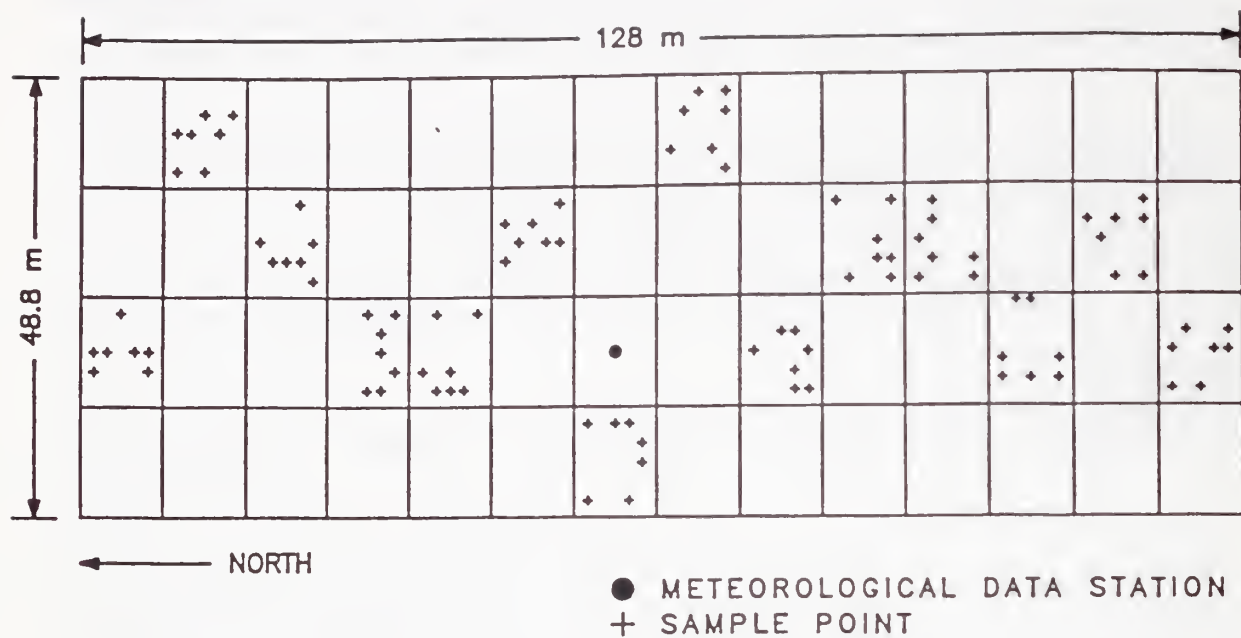 128 m
48.8 m
NORTH
METEOROLOGICAL DATA STATION
+ SAMPLE POINT